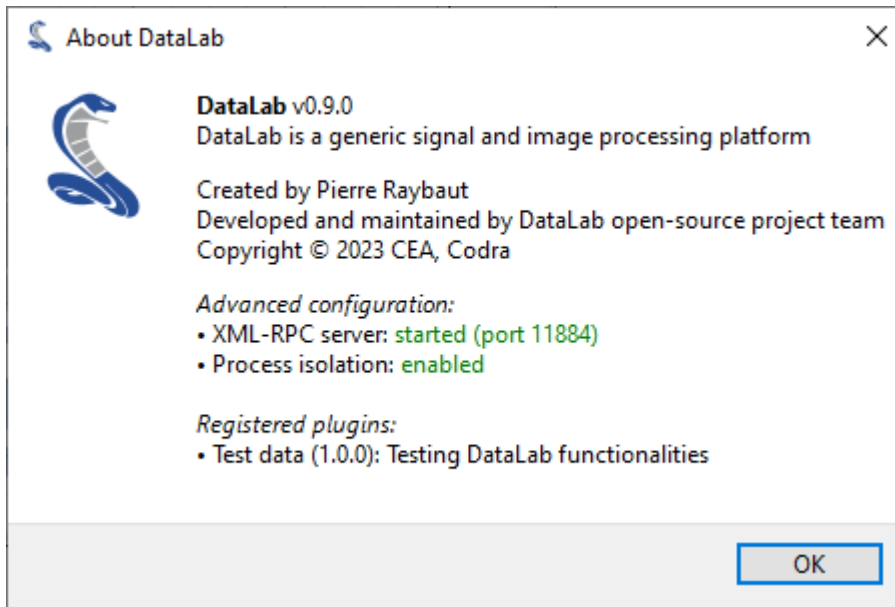 About DataLab
DataLab v0.9.0
DataLab is a generic signal and image processing platform
Created by Pierre Raybaut
Developed and maintained by DataLab open-source project team
Copyright © 2023 CEA, Codra
Advanced configuration:
• XML-RPC server: started (port 11884)
• Process isolation: enabled
Registered plugins:
• Test data (1.0.0): Testing DataLab functionalities
OK